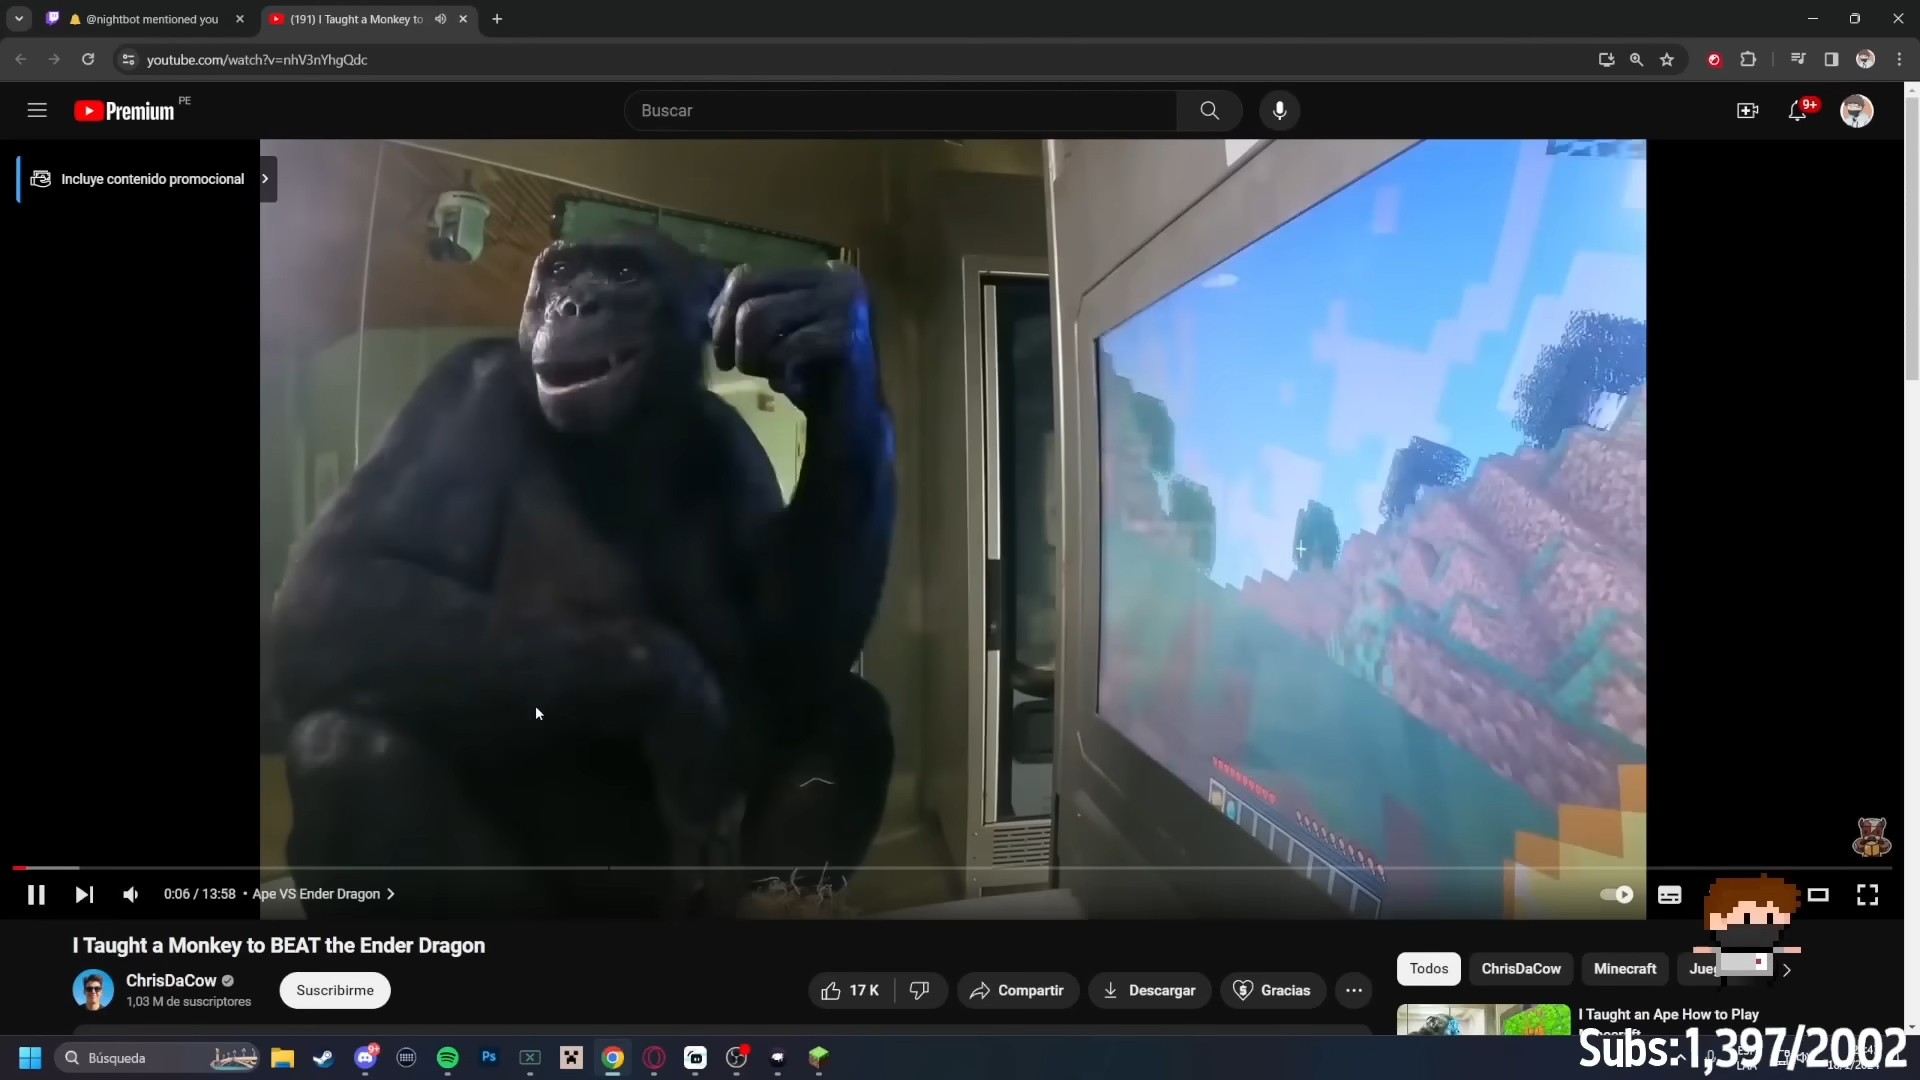 @nightbot mentioned you
(191) I Taught a Monkey to
youtube.com/watch?v=nhV3nYhgQdc
Premium PE
Buscar
9+
Incluye contenido promocional
0:06 / 13:58 • Ape VS Ender Dragon
I Taught a Monkey to BEAT the Ender Dragon
ChrisDaCow
1,03 M de suscriptores
Suscribirme
17 K
Compartir
Descargar
Gracias
Todos
ChrisDaCow
Minecraft
I Taught an Ape How to Play
Búsqueda
9+
Ps
Subs:1,397/2002